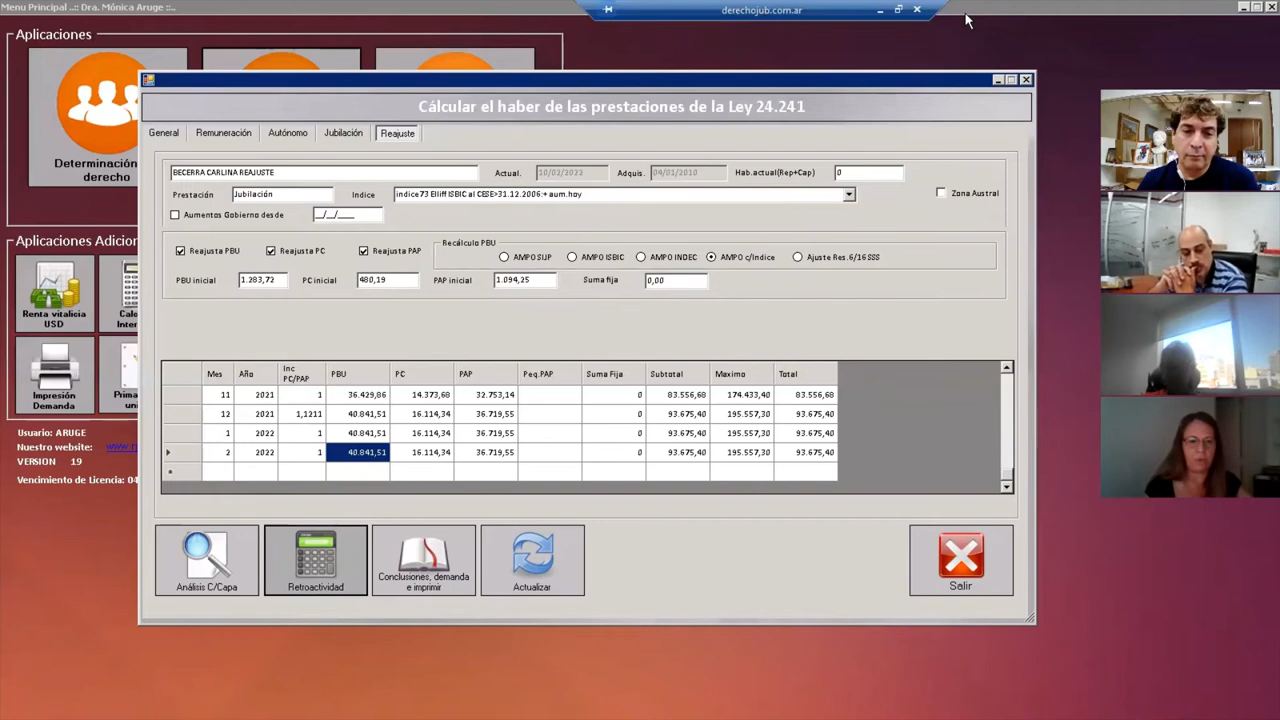 Menu Principal ..:: Dra. Mónica Aruge ::..
derechojub.com.ar
Aplicaciones
Determinación
derecho
Aplicaciones Adicion
Renta vitalicia
USD
Calc
Inter
Impresión
Demanda
Prima
uni
Usuario: ARUGE
Nuestro website:
VERSION 19
Vencimiento de Licencia: 04
Cálcular el haber de las prestaciones de la Ley 24.241
General Remuneración Autónomo Jubilación Reajuste
BECERRA CARLINA REAJUSTE Actual. 10/02/2022 Adquis. 04/01/2010 Hab.actual(Rep+Cap) 0
Prestación Jubilación Indice indice73 Elliff ISBIC al CESE>31.12.2006:+ aum.hoy Zona Austral
Aumentos Gobierno desde __/__/____
Reajusta PBU Reajusta PC Reajusta PAP
Recálculo PBU
AMPO SIJP AMPO ISBIC AMPO INDEC AMPO c/Indice Ajuste Res.6/16 SSS
PBU inicial 1.283,72 PC inicial 480,19 PAP inicial 1.094,25 Suma fija 0,00
Mes Año Inc PC/PAP PBU PC PAP Peq.PAP Suma Fija Subtotal Maximo Total
11 2021 1 36.429,86 14.373,68 32.753,14 0 83.556,68 174.433,40 83.556,68
12 2021 1,1211 40.841,51 16.114,34 36.719,55 0 93.675,40 195.557,30 93.675,40
1 2022 1 40.841,51 16.114,34 36.719,55 0 93.675,40 195.557,30 93.675,40
2 2022 1 40.841,51 16.114,34 36.719,55 0 93.675,40 195.557,30 93.675,40
Análisis C/Capa
Retroactividad
Conclusiones, demanda
e imprimir
Actualizar
Salir